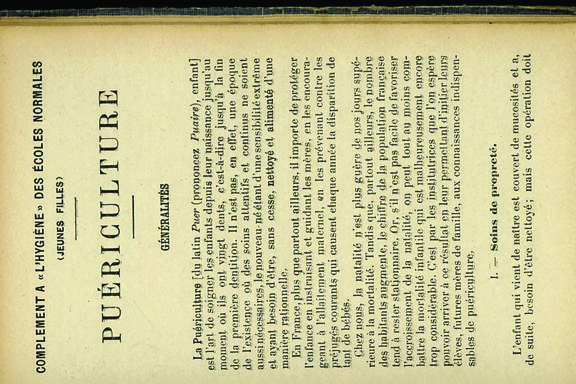 COMPLEMENT A « L'HYGIÈNE » DES ÉCOLES NORMALES
(JEUNES FILLES)
PUÉRICULTURE
GÉNÉRALITÉS
La Puériculture [du latin Puer (prononcez Puaire), enfant]
est l'art de soigner les enfants depuis leur naissance jusqu'au
moment où ils ont vingt dents, c'est-à-dire jusqu'à la fin
de la première dentition. Il n'est pas, en effet, une époque
de l'existence où des soins attentifs et continus ne soient
aussi nécessaires, le nouveau-né étant d'une sensibilité extrême
et ayant besoin d'être, sans cesse, nettoyé et alimenté d'une
manière rationnelle.
En France, plus que partout ailleurs, il importe de protéger
l'enfance en instruisant et guidant les mères, en les encoura-
geant à l'allaitement maternel, en les prévenant contre les
préjugés courants qui causent chaque année la disparition de
tant de bébés.
Chez nous, la natalité n'est plus guère de nos jours supé-
rieure à la mortalité. Tandis que, partout ailleurs, le nombre
des habitants augmente, le chiffre de la population française
tend à rester stationnaire. Or, s'il n'est pas facile de favoriser
l'accroissement de la natalité, on peut tout au moins com-
battre la mortalité infantile qui est malheureusement encore
trop considérable. C'est par les institutrices que l'on espère
pouvoir arriver à ce résultat en leur permettant d'initier leurs
élèves, futures mères de famille, aux connaissances indispen-
sables de puériculture.
I. — Soins de propreté.
L'enfant qui vient de naître est couvert de mucosités et a,
de suite, besoin d'être nettoyé; mais cette opération doit